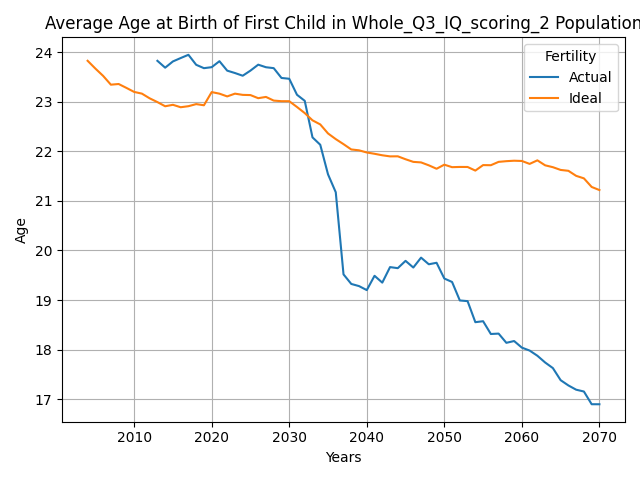 Average Age at Birth of First Child in Whole_Q3_IQ_scoring_2 Population
Fertility
Actual
Ideal
Age
24
23
22
21
20
19
18
17
2010
2020
2030
2040
2050
2060
2070
Years